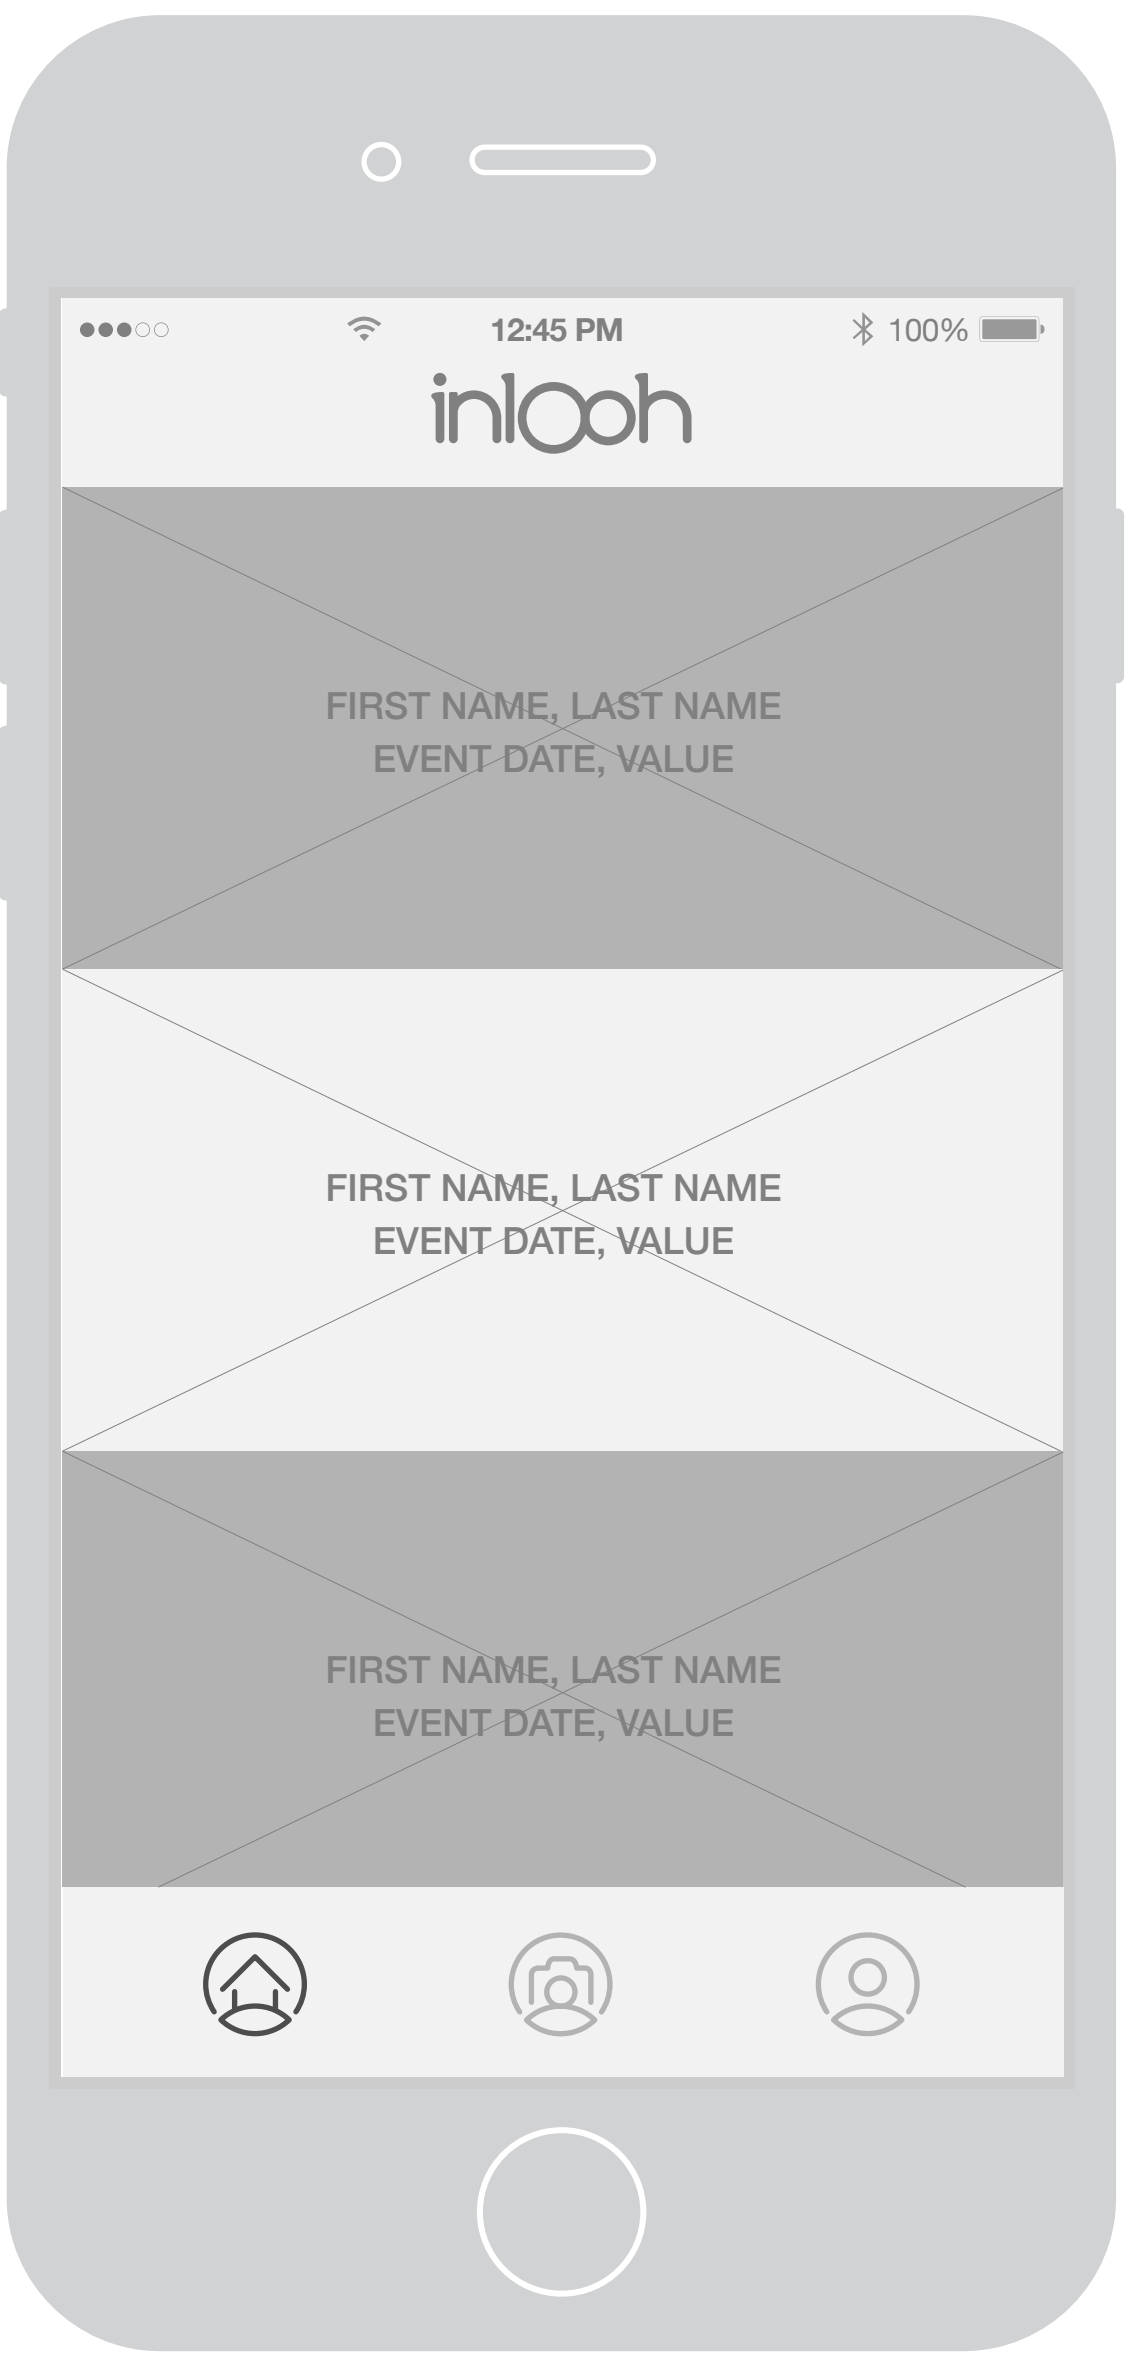 12:45 PM
100%
inlooh
FIRST NAME, LAST NAME
EVENT DATE, VALUE
FIRST NAME, LAST NAME
EVENT DATE, VALUE
FIRST NAME, LAST NAME
EVENT DATE, VALUE